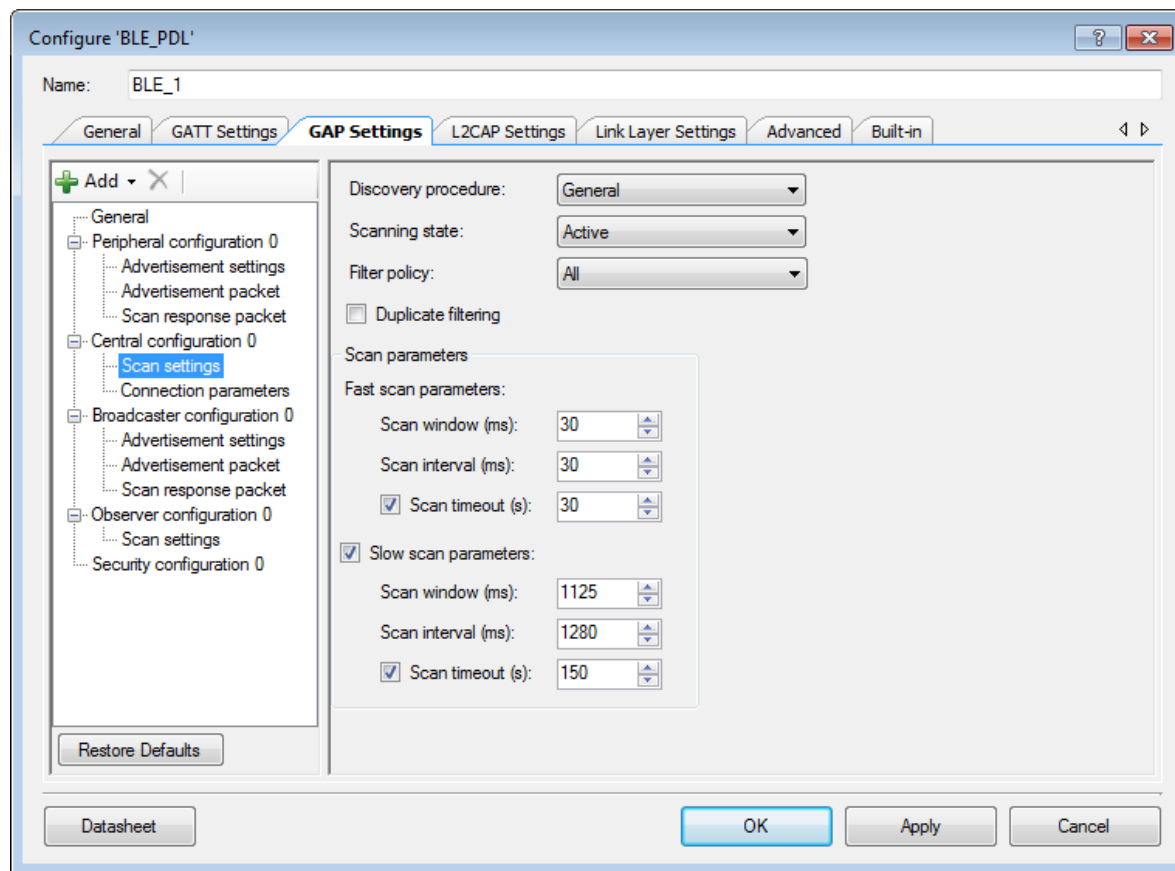 Configure 'BLE_PDL'
?
Name: BLE_1
General GATT Settings GAP Settings L2CAP Settings Link Layer Settings Advanced Built-in
Add
General
Peripheral configuration 0
Advertisement settings
Advertisement packet
Scan response packet
Central configuration 0
Scan settings
Connection parameters
Broadcaster configuration 0
Advertisement settings
Advertisement packet
Scan response packet
Observer configuration 0
Scan settings
Security configuration 0
Restore Defaults
Discovery procedure: General
Scanning state: Active
Filter policy: All
Duplicate filtering
Scan parameters
Fast scan parameters:
Scan window (ms): 30
Scan interval (ms): 30
Scan timeout (s): 30
Slow scan parameters:
Scan window (ms): 1125
Scan interval (ms): 1280
Scan timeout (s): 150
Datasheet OK Apply Cancel